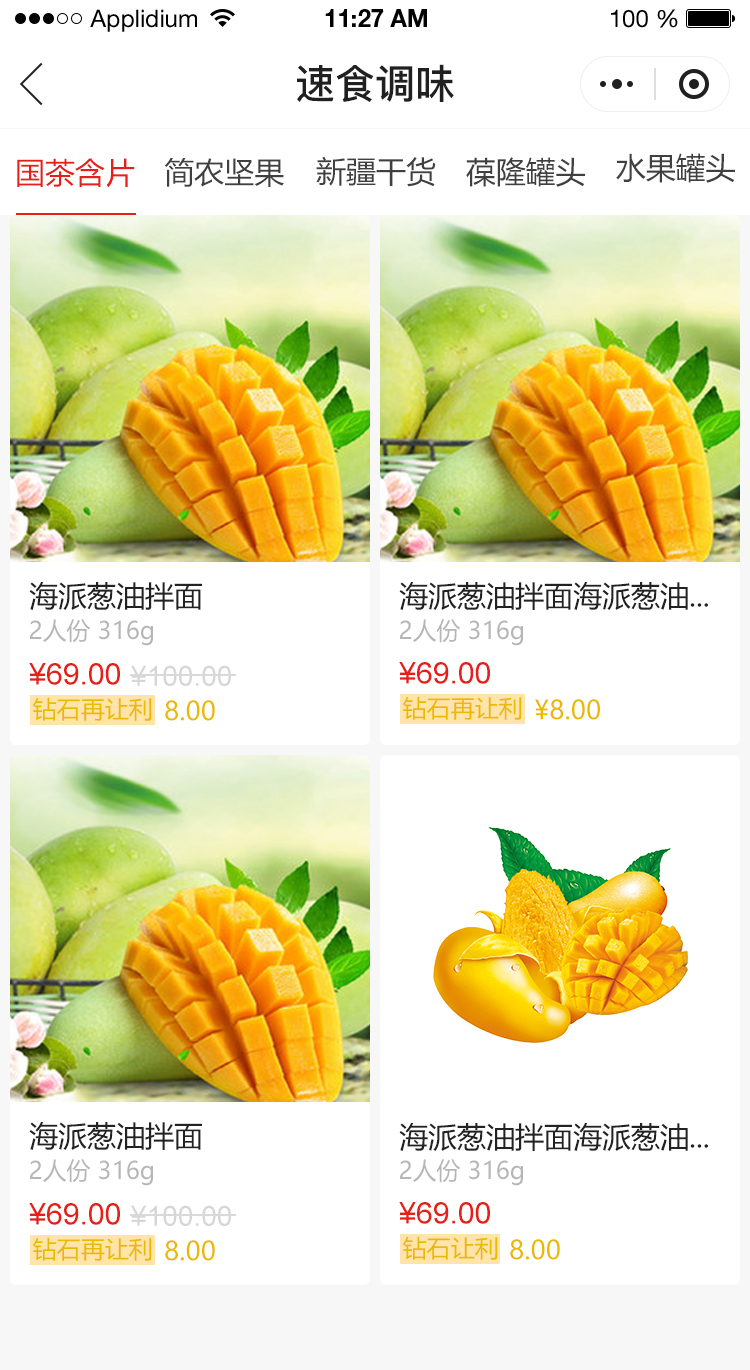 Applidium 11:27 AM 100 %
速食调味
国茶含片 简农坚果 新疆干货 葆隆罐头 水果罐头
海派葱油拌面
2人份 316g
¥69.00 ¥100.00
钻石再让利 8.00
海派葱油拌面海派葱油...
2人份 316g
¥69.00
钻石再让利 ¥8.00
海派葱油拌面
2人份 316g
¥69.00 ¥100.00
钻石再让利 8.00
海派葱油拌面海派葱油...
2人份 316g
¥69.00
钻石让利 8.00